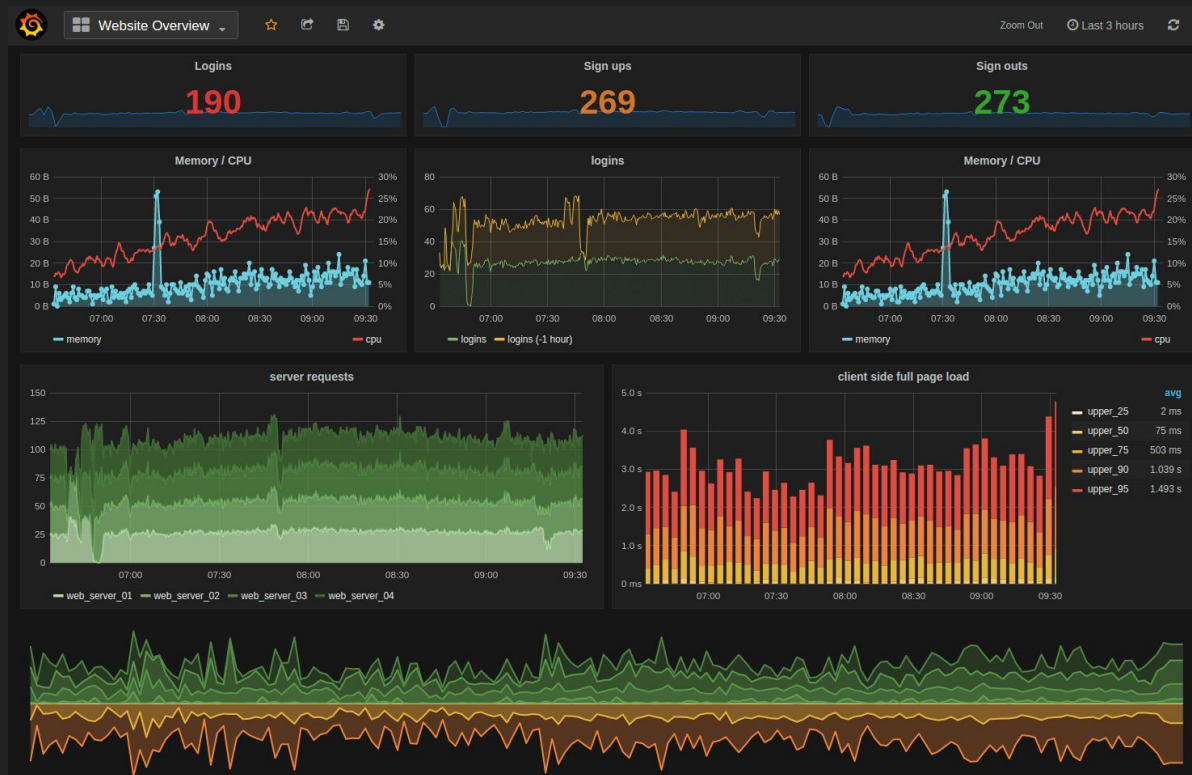 Website Overview
Zoom Out
Last 3 hours
Logins
190
Sign ups
269
Sign outs
273
Memory / CPU
60 B
50 B
40 B
30 B
20 B
10 B
0 B
30%
25%
20%
15%
10%
5%
0%
07:00 07:30 08:00 08:30 09:00 09:30
memory cpu
logins
80
60
40
20
0
07:00 07:30 08:00 08:30 09:00 09:30
logins logins (-1 hour)
Memory / CPU
60 B
50 B
40 B
30 B
20 B
10 B
0 B
30%
25%
20%
15%
10%
5%
0%
07:00 07:30 08:00 08:30 09:00 09:30
memory cpu
server requests
150
125
100
75
50
25
0
07:00 07:30 08:00 08:30 09:00 09:30
web_server_01 web_server_02 web_server_03 web_server_04
client side full page load
5.0 s
4.0 s
3.0 s
2.0 s
1.0 s
0 ms
07:00 07:30 08:00 08:30 09:00 09:30
avg
upper_25 2 ms
upper_50 75 ms
upper_75 503 ms
upper_90 1.039 s
upper_95 1.493 s